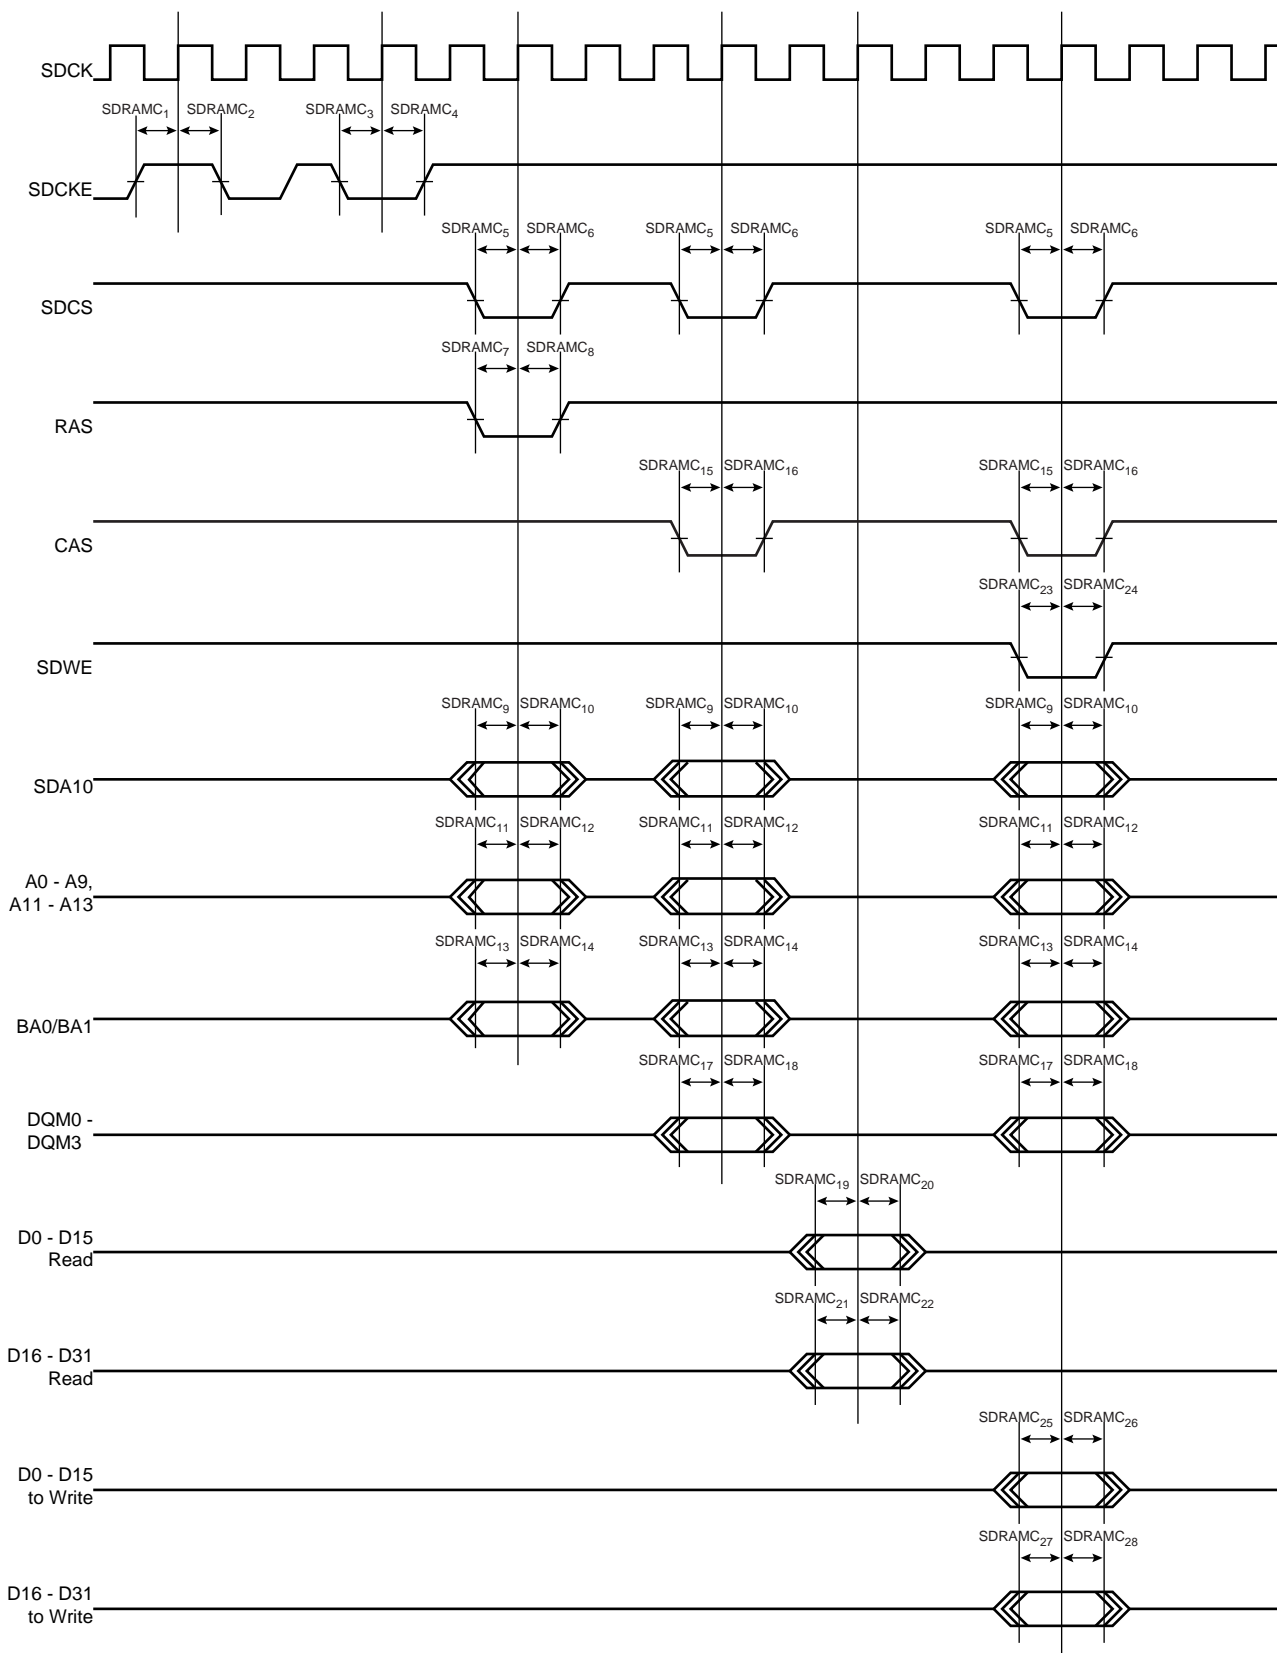 SDCK
SDRAMC1 SDRAMC2 SDRAMC3 SDRAMC4
SDCKE
SDRAMC5 SDRAMC6 SDRAMC5 SDRAMC6 SDRAMC5 SDRAMC6
SDCS
SDRAMC7 SDRAMC8
RAS
SDRAMC15 SDRAMC16 SDRAMC15 SDRAMC16
CAS
SDRAMC23 SDRAMC24
SDWE
SDRAMC9 SDRAMC10 SDRAMC9 SDRAMC10 SDRAMC9 SDRAMC10
SDA10
SDRAMC11 SDRAMC12 SDRAMC11 SDRAMC12 SDRAMC11 SDRAMC12
A0 - A9,
A11 - A13
SDRAMC13 SDRAMC14 SDRAMC13 SDRAMC14 SDRAMC13 SDRAMC14
BA0/BA1
SDRAMC17 SDRAMC18 SDRAMC17 SDRAMC18
DQM0 -
DQM3
SDRAMC19 SDRAMC20
D0 - D15
Read
SDRAMC21 SDRAMC22
D16 - D31
Read
SDRAMC25 SDRAMC26
D0 - D15
to Write
SDRAMC27 SDRAMC28
D16 - D31
to Write